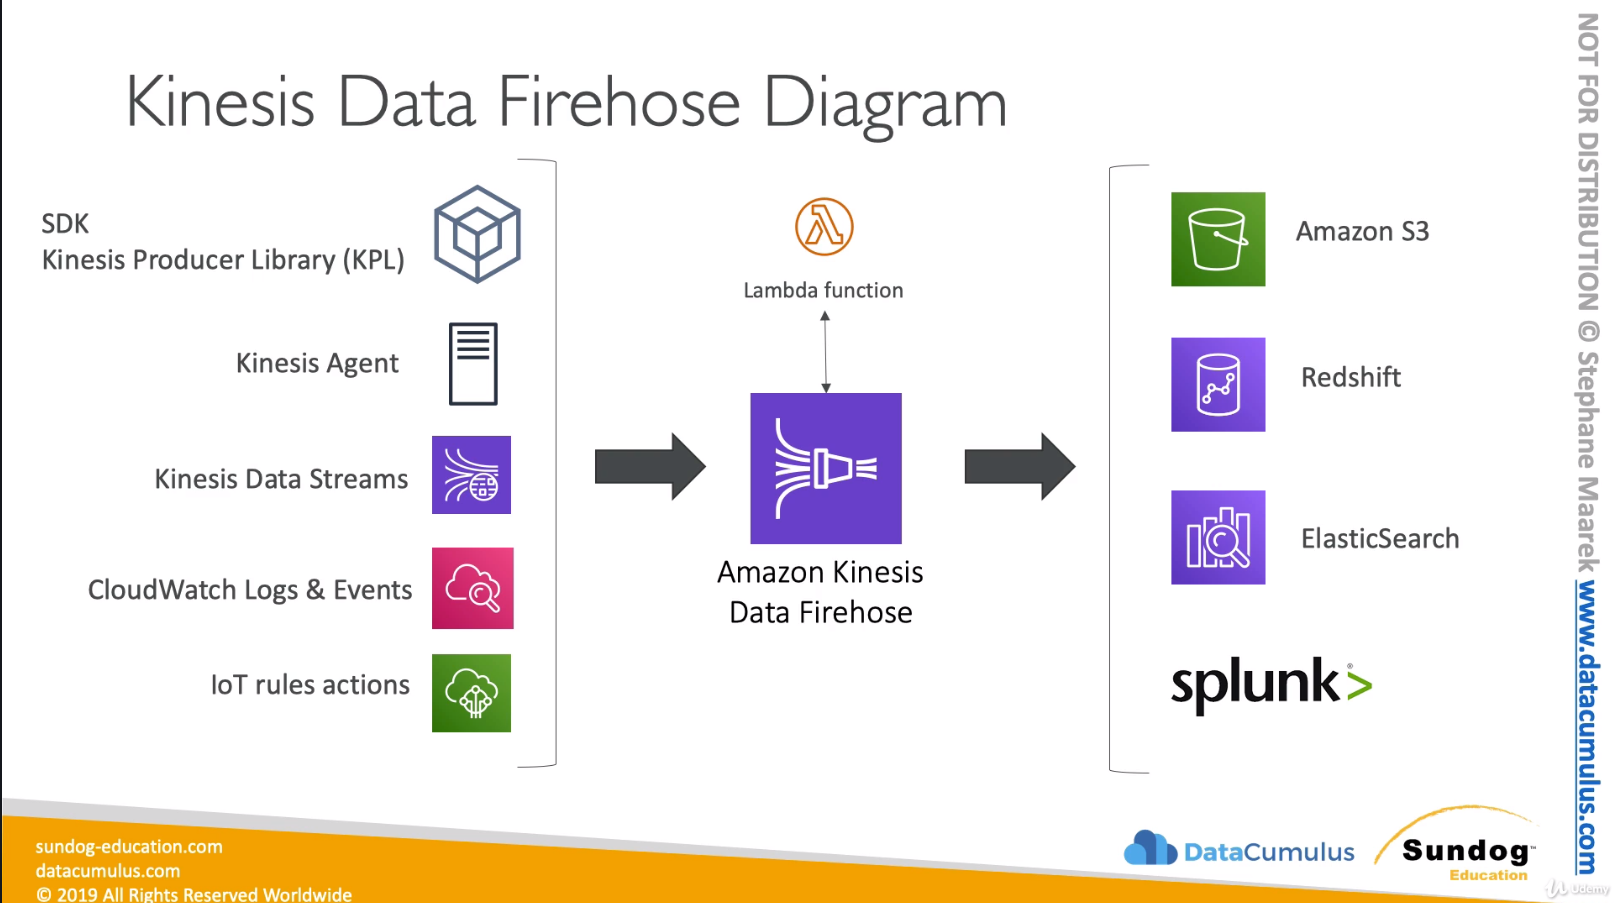 Kinesis Data Firehose Diagram
SDK
Kinesis Producer Library (KPL)
Kinesis Agent
Kinesis Data Streams
CloudWatch Logs & Events
IoT rules actions
Lambda function
Amazon Kinesis
Data Firehose
Amazon S3
Redshift
ElasticSearch
splunk>
sundog-education.com
datacumulus.com
© 2019 All Rights Reserved Worldwide
DataCumulus
Sundog™
Education
NOT FOR DISTRIBUTION © Stephane Maarek www.datacumulus.com
Udemy